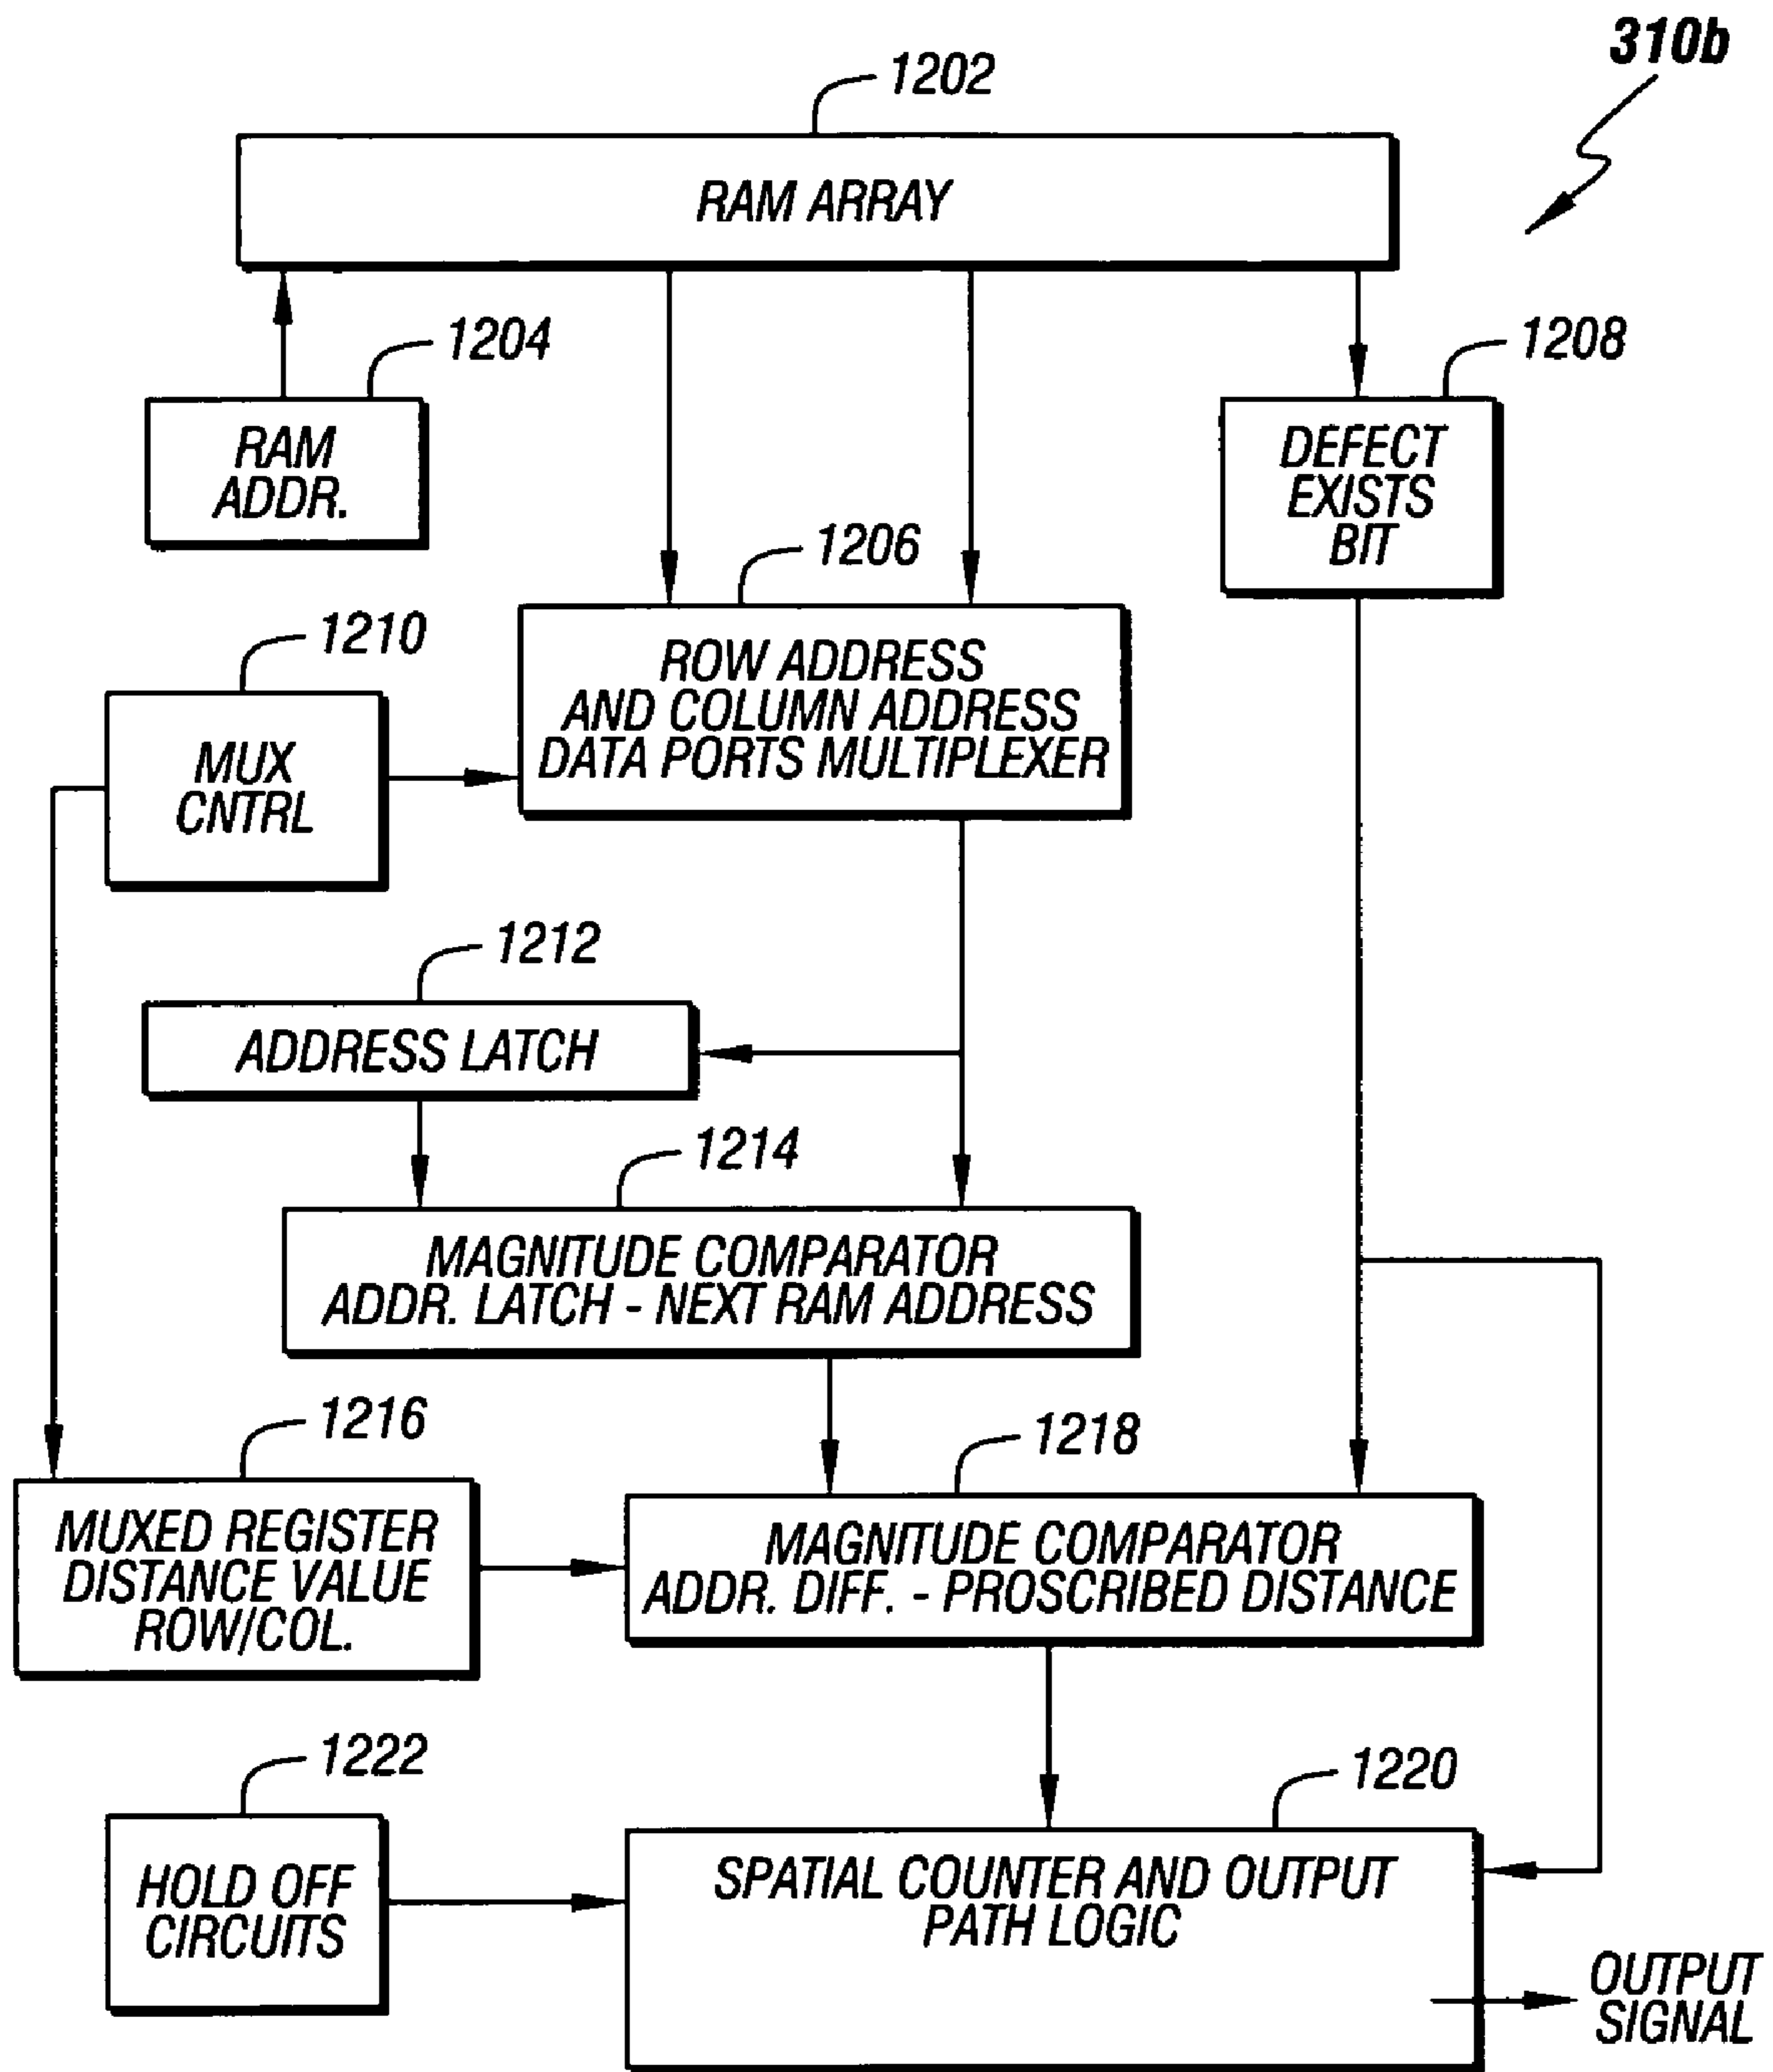 310b
1202
RAM ARRAY
1204
RAM
ADDR.
1208
DEFECT
EXISTS
BIT
1206
ROW ADDRESS
AND COLUMN ADDRESS
DATA PORTS MULTIPLEXER
1210
MUX
CNTRL
1212
ADDRESS LATCH
1214
MAGNITUDE COMPARATOR
ADDR. LATCH - NEXT RAM ADDRESS
1216
MUXED REGISTER
DISTANCE VALUE
ROW/COL.
1218
MAGNITUDE COMPARATOR
ADDR. DIFF. - PROSCRIBED DISTANCE
1222
HOLD OFF
CIRCUITS
1220
SPATIAL COUNTER AND OUTPUT
PATH LOGIC
OUTPUT
SIGNAL